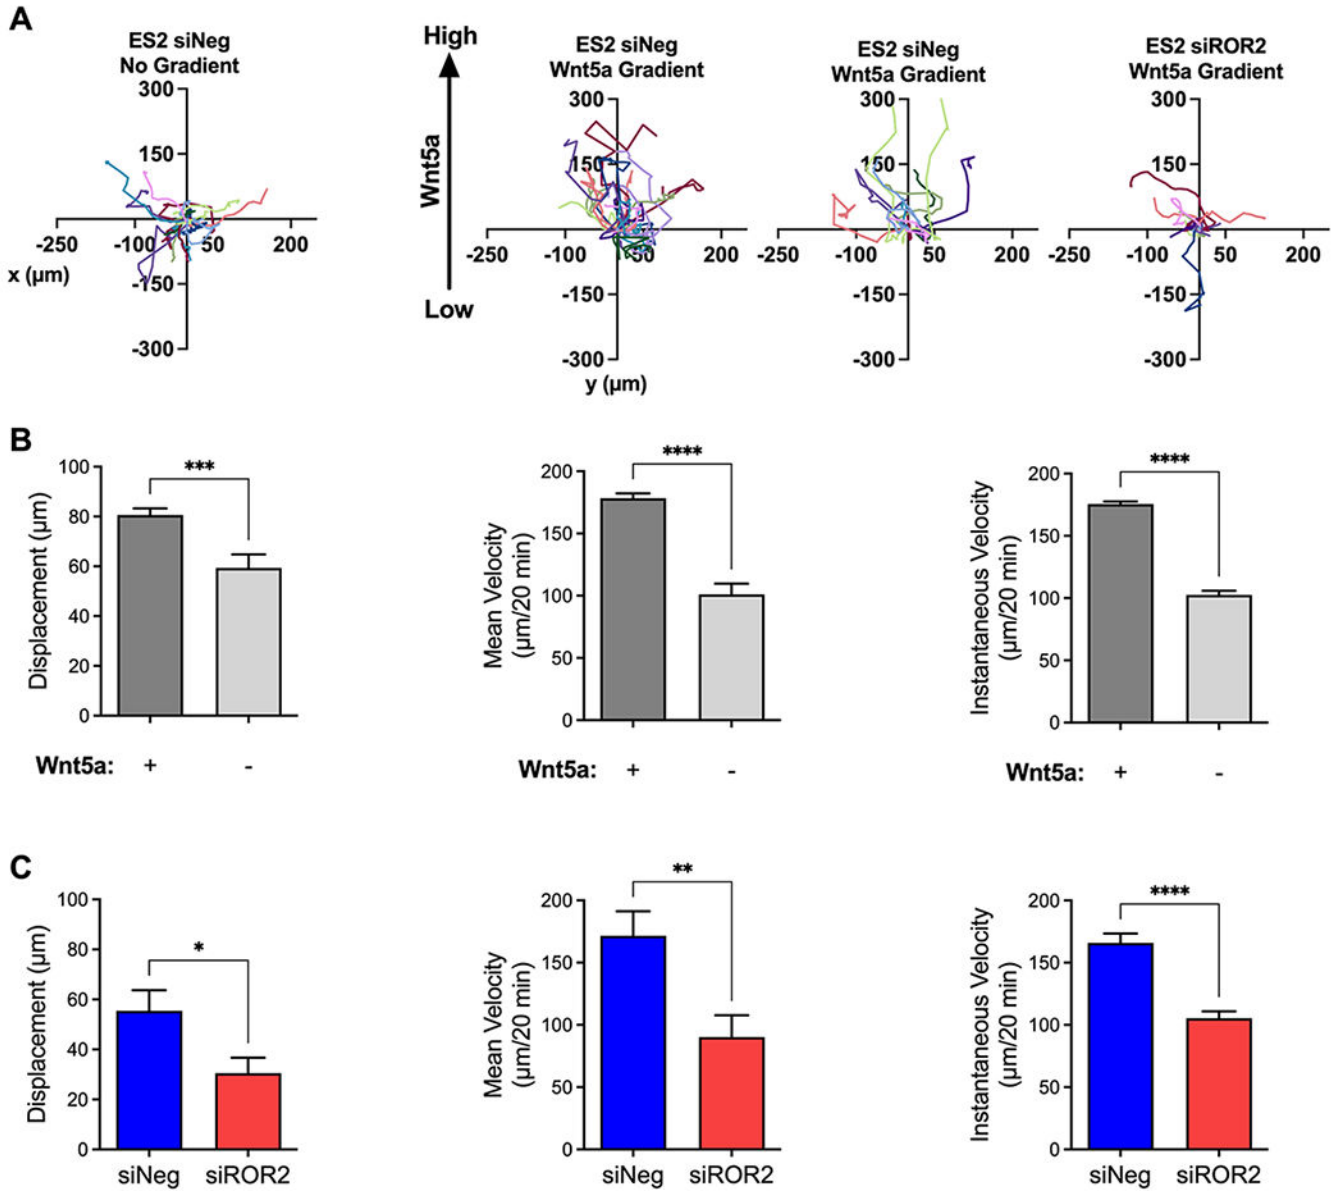 A
ES2 siNeg
No Gradient
300
150
-250 -100 50 200
x (µm)
-150
-300
High
Wnt5a
Low
ES2 siNeg
Wnt5a Gradient
300
150
-250 -100 50 200
-150
-300
y (µm)
ES2 siNeg
Wnt5a Gradient
300
150
-250 -100 50 200
-150
-300
ES2 siROR2
Wnt5a Gradient
300
150
-250 -100 50 200
-150
-300
B
Displacement (µm)
100
80
60
40
20
0
***
Wnt5a: + -
Mean Velocity
(µm/20 min)
200
150
100
50
0
****
Wnt5a: + -
Instantaneous Velocity
(µm/20 min)
200
150
100
50
0
****
Wnt5a: + -
C
Displacement (µm)
100
80
60
40
20
0
*
siNeg siROR2
Mean Velocity
(µm/20 min)
200
150
100
50
0
**
siNeg siROR2
Instantaneous Velocity
(µm/20 min)
200
150
100
50
0
****
siNeg siROR2